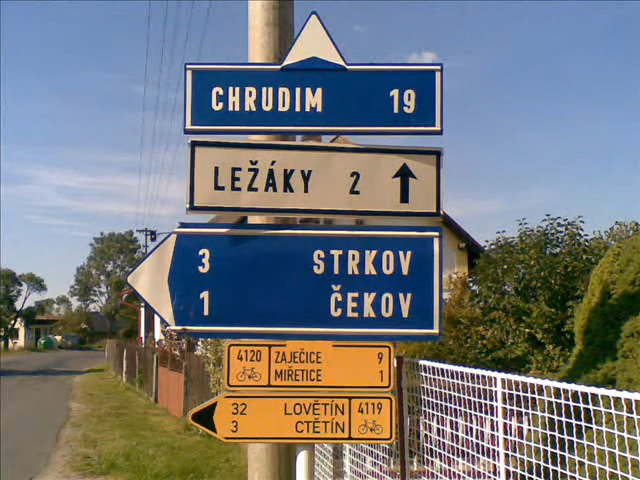 CHRUDIM 19
LEŽÁKY 2
3 STRKOV
1 ČEKOV
4120 ZAJEČICE 9
MIŘETICE 1
32 LOVĚTÍN 4119
3 CTĚTÍN